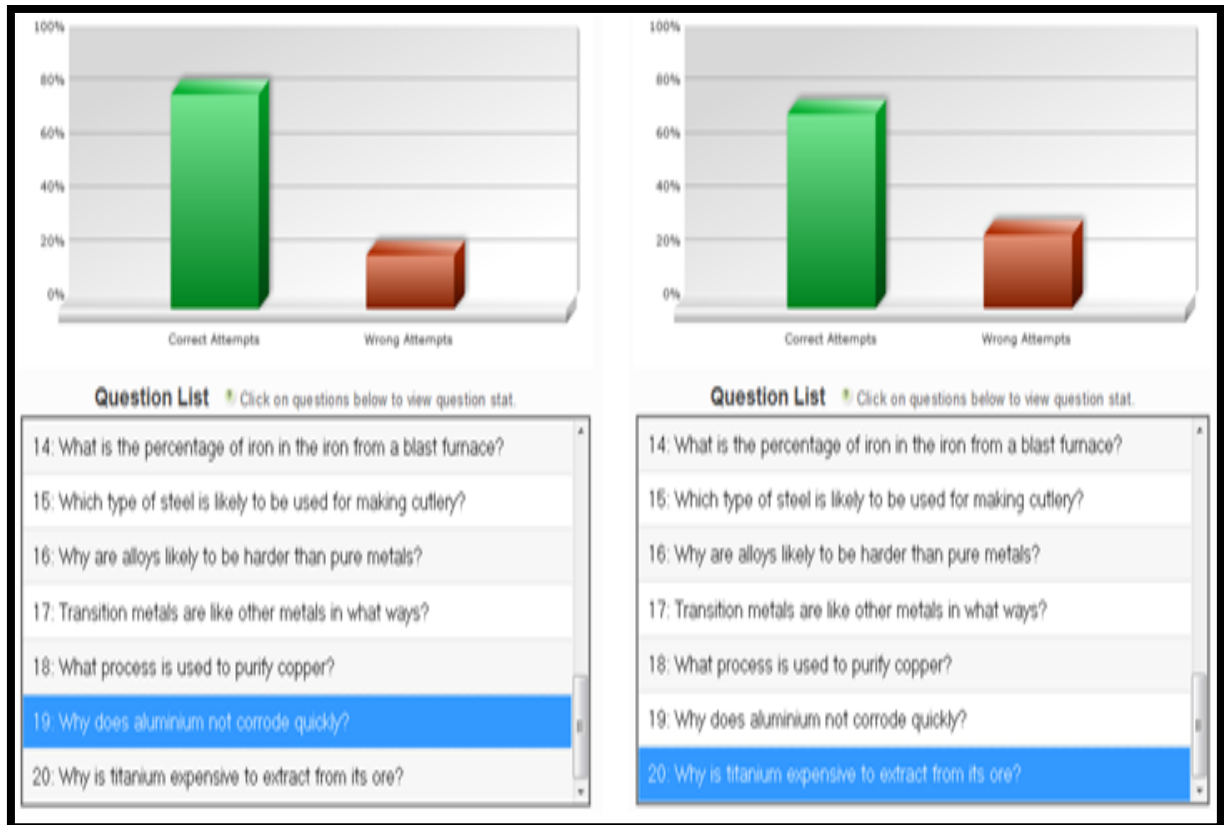 100%
80%
60%
40%
20%
0%
Correct Attempts Wrong Attempts
Question List Click on questions below to view question stat.
14: What is the percentage of iron in the iron from a blast furnace?
15: Which type of steel is likely to be used for making cutlery?
16: Why are alloys likely to be harder than pure metals?
17: Transition metals are like other metals in what ways?
18: What process is used to purify copper?
19: Why does aluminium not corrode quickly?
20: Why is titanium expensive to extract from its ore?
100%
80%
60%
40%
20%
0%
Correct Attempts Wrong Attempts
Question List Click on questions below to view question stat.
14: What is the percentage of iron in the iron from a blast furnace?
15: Which type of steel is likely to be used for making cutlery?
16: Why are alloys likely to be harder than pure metals?
17: Transition metals are like other metals in what ways?
18: What process is used to purify copper?
19: Why does aluminium not corrode quickly?
20: Why is titanium expensive to extract from its ore?